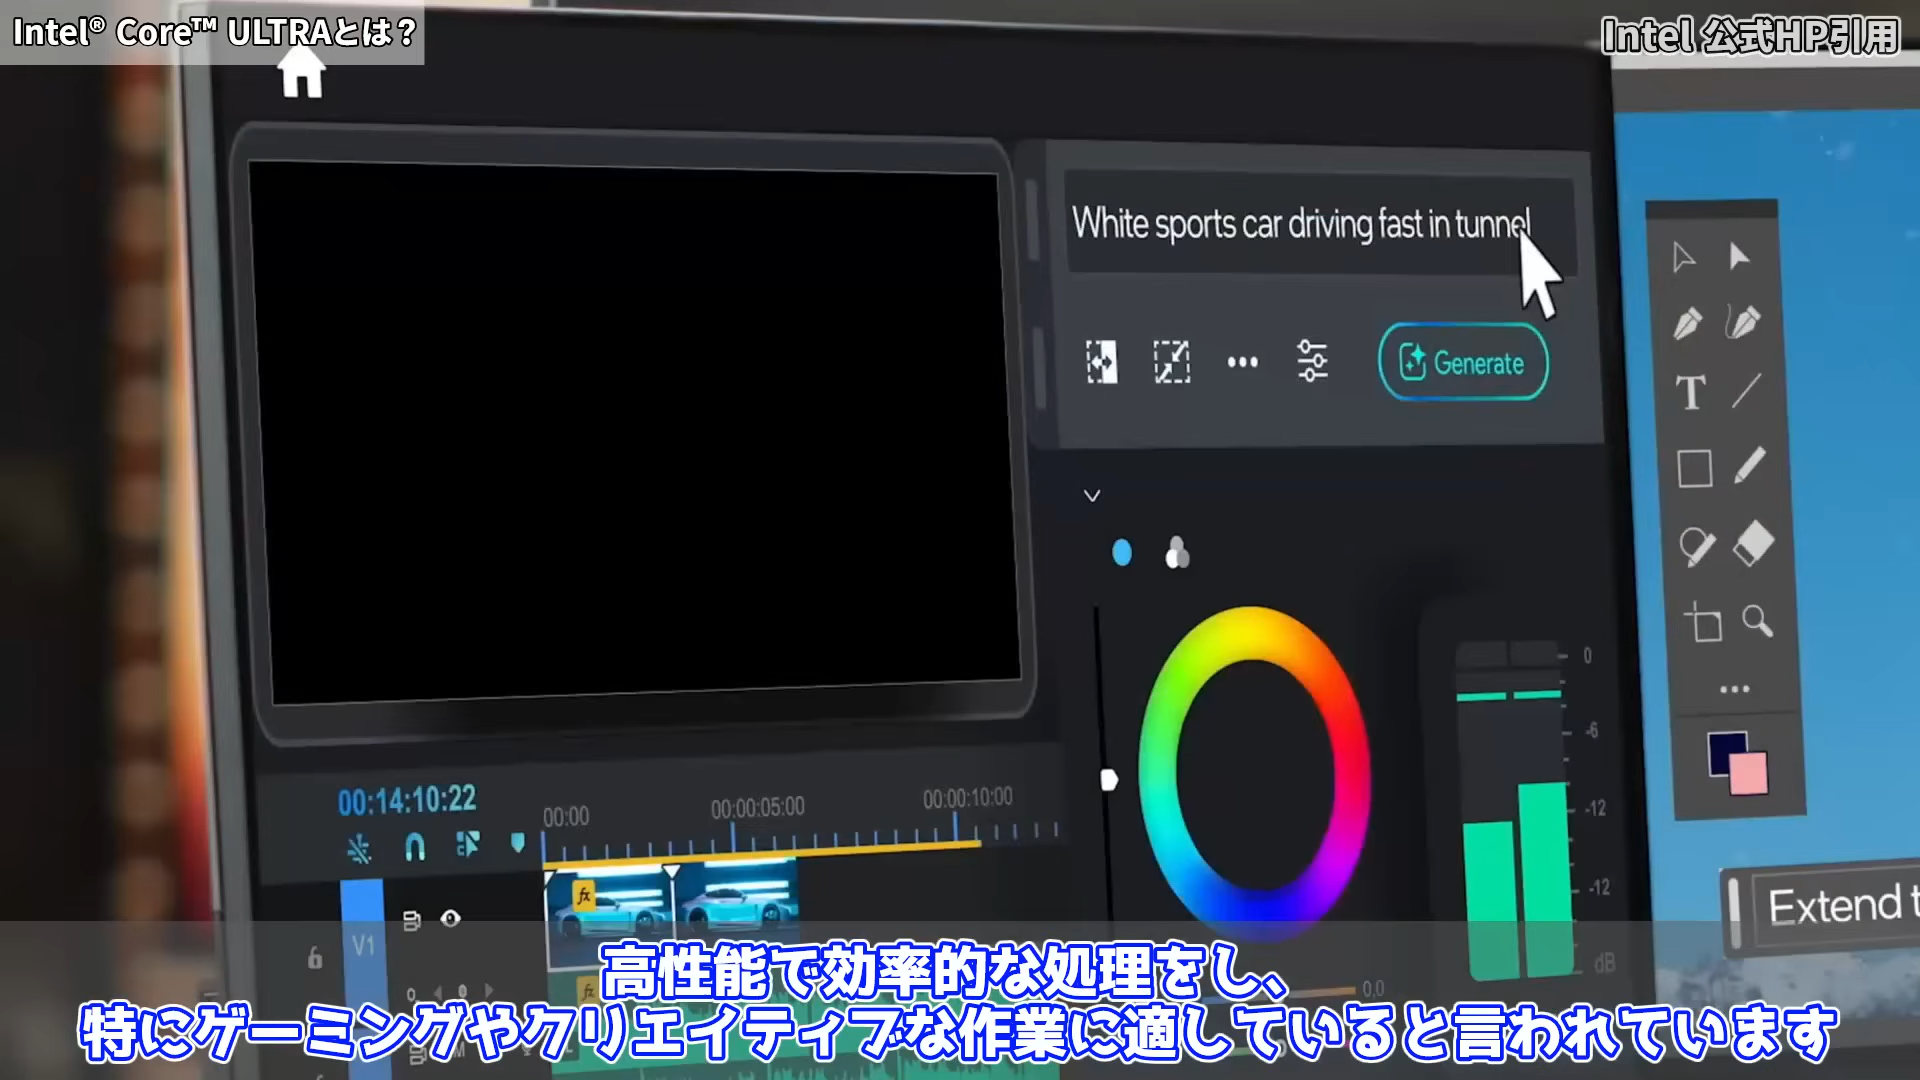 Intel® Core™ ULTRAとは？
Intel 公式HP引用
White sports car driving fast in tunnel
Generate
0
-6
-12
-12
dB
00:14:10:22
00:00
00:00:05:00
00:00:10:00
fx
V1
fx
0,0
Extend
高性能で効率的な処理をし、
特にゲーミングやクリエイティブな作業に適していると言われています